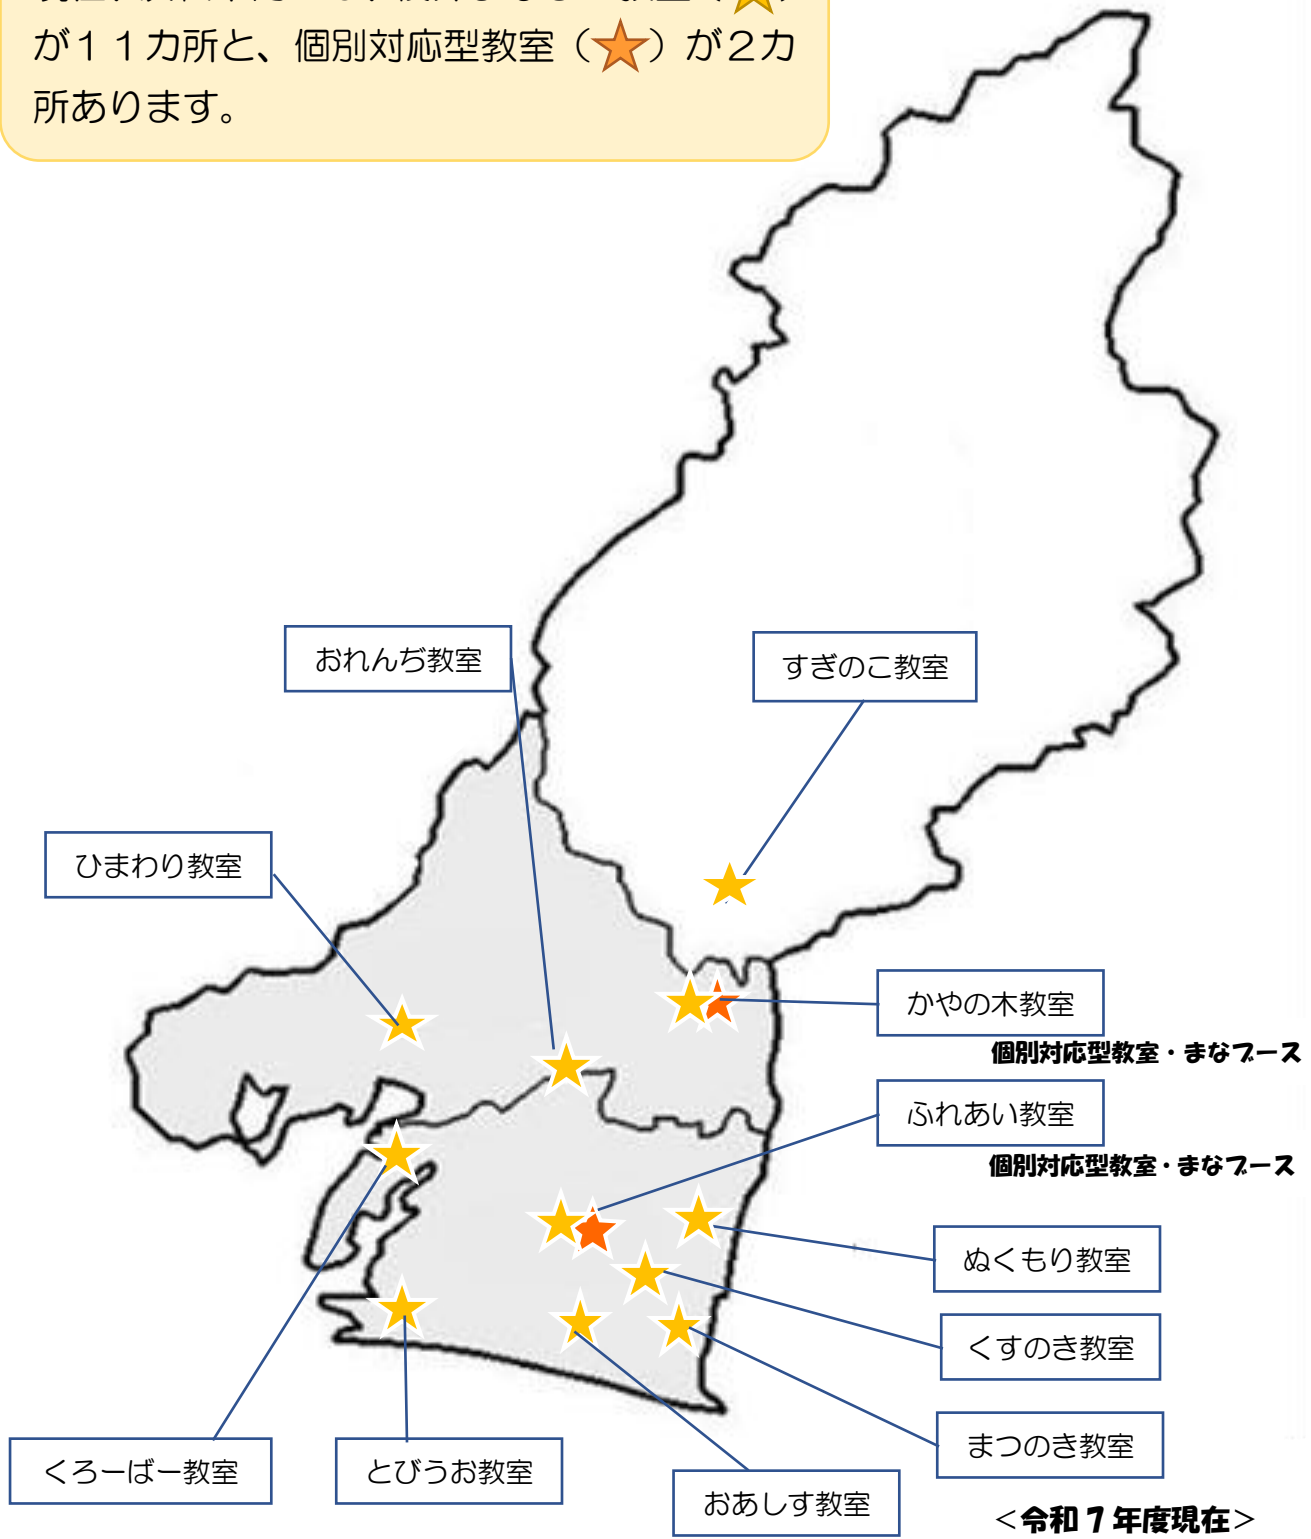 が１１カ所と、個別対応型教室（　）が２カ
所あります。
おれんぢ教室
すぎのこ教室
ひまわり教室
かやの木教室
個別対応型教室・まなブース
ふれあい教室
個別対応型教室・まなブース
ぬくもり教室
くすのき教室
まつのき教室
くろーばー教室
とびうお教室
おあしす教室
＜令和７年度現在＞